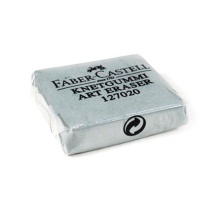 FABER-CASTELL
KNETGUMMI
ART ERASER
127020